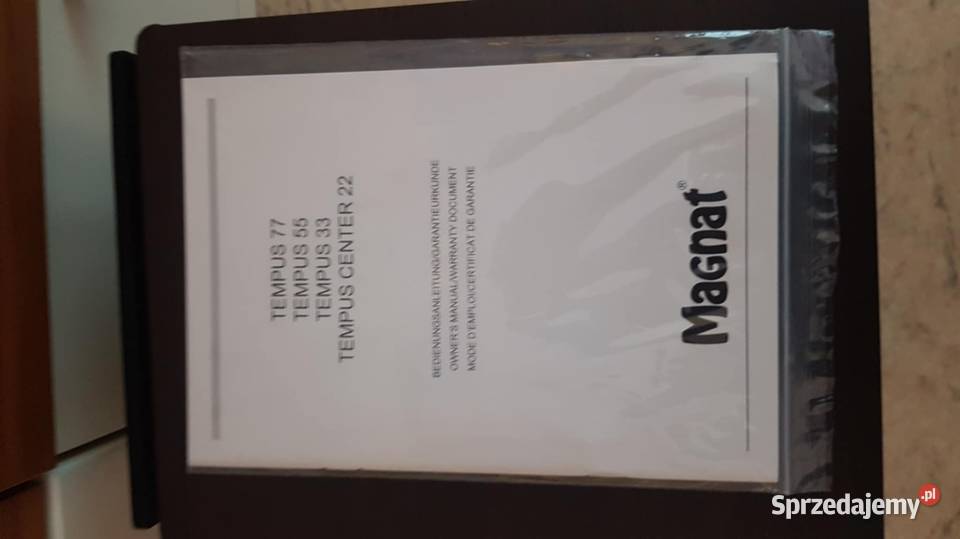 TEMPUS 77
TEMPUS 55
TEMPUS 33
TEMPUS CENTER 22
BEDIENUNGSANLEITUNG/GARANTIEURKUNDE
OWNER'S MANUAL/WARRANTY DOCUMENT
MODE D'EMPLOI/CERTIFICAT DE GARANTIE
Magnat®
Sprzedajemy.pl